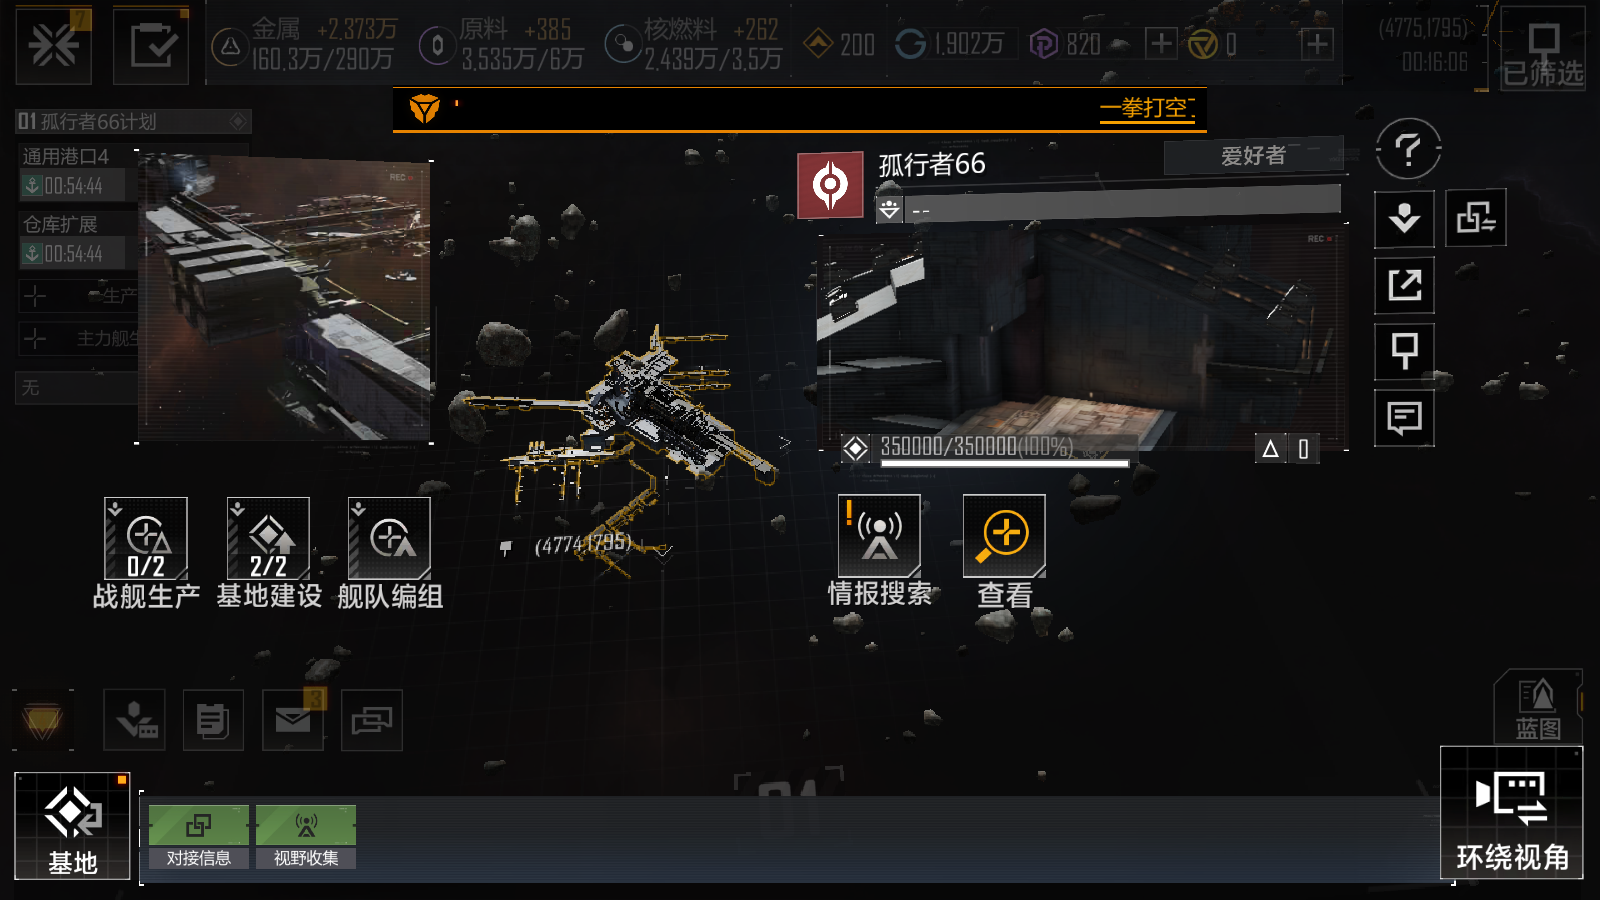 7
金属 +2.373万
160.3万/290万
原料 +385
3.535万/6万
核燃料 +262
2.439万/3.5万
200
1.902万
820
0
(4775,1795)
00:16:06
已筛选
一拳打空
01 孤行者66计划
通用港口4
00:54:44
仓库扩展
00:54:44
生产
主力舰生
无
REC
孤行者66
爱好者
--
REC
350000/350000(100%)
(4774,1795)
0/2
战舰生产
2/2
基地建设
舰队编组
情报搜索
查看
3
蓝图
基地
对接信息
视野收集
环绕视角